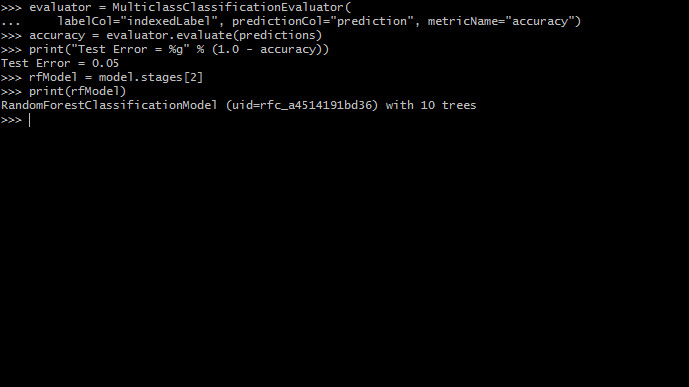 >>> evaluator = MulticlassClassificationEvaluator(
...     labelCol="indexedLabel", predictionCol="prediction", metricName="accuracy")
>>> accuracy = evaluator.evaluate(predictions)
>>> print("Test Error = %g" % (1.0 - accuracy))
Test Error = 0.05
>>> rfModel = model.stages[2]
>>> print(rfModel)
RandomForestClassificationModel (uid=rfc_a4514191bd36) with 10 trees
>>>